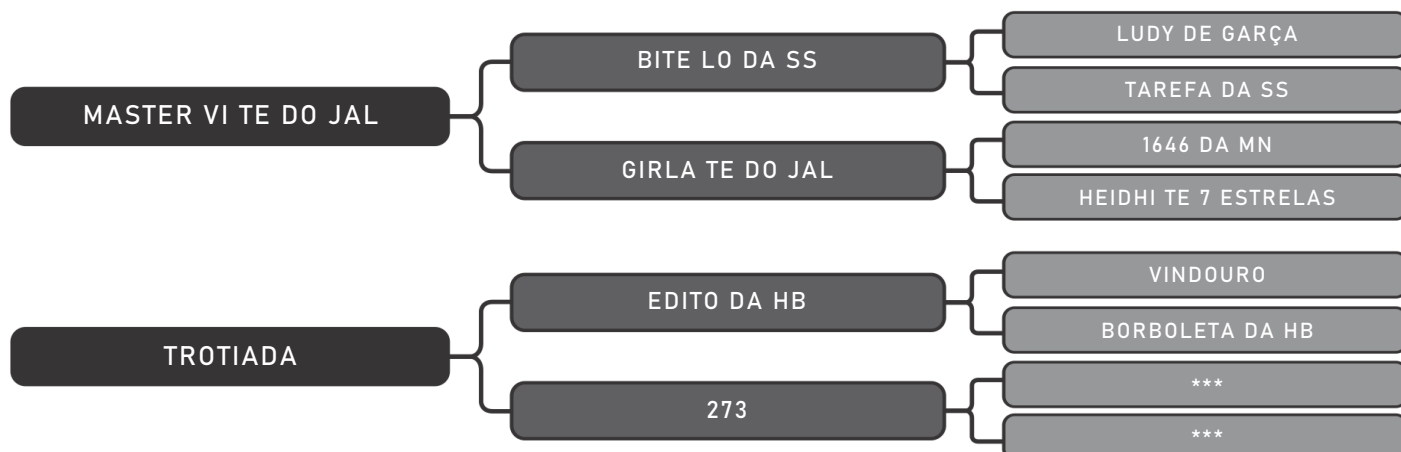 MASTER VI TE DO JAL
BITE LO DA SS
LUDY DE GARÇA
TAREFA DA SS
GIRLA TE DO JAL
1646 DA MN
HEIDHI TE 7 ESTRELAS
TROTIADA
EDITO DA HB
VINDOURO
BORBOLETA DA HB
273
***
***